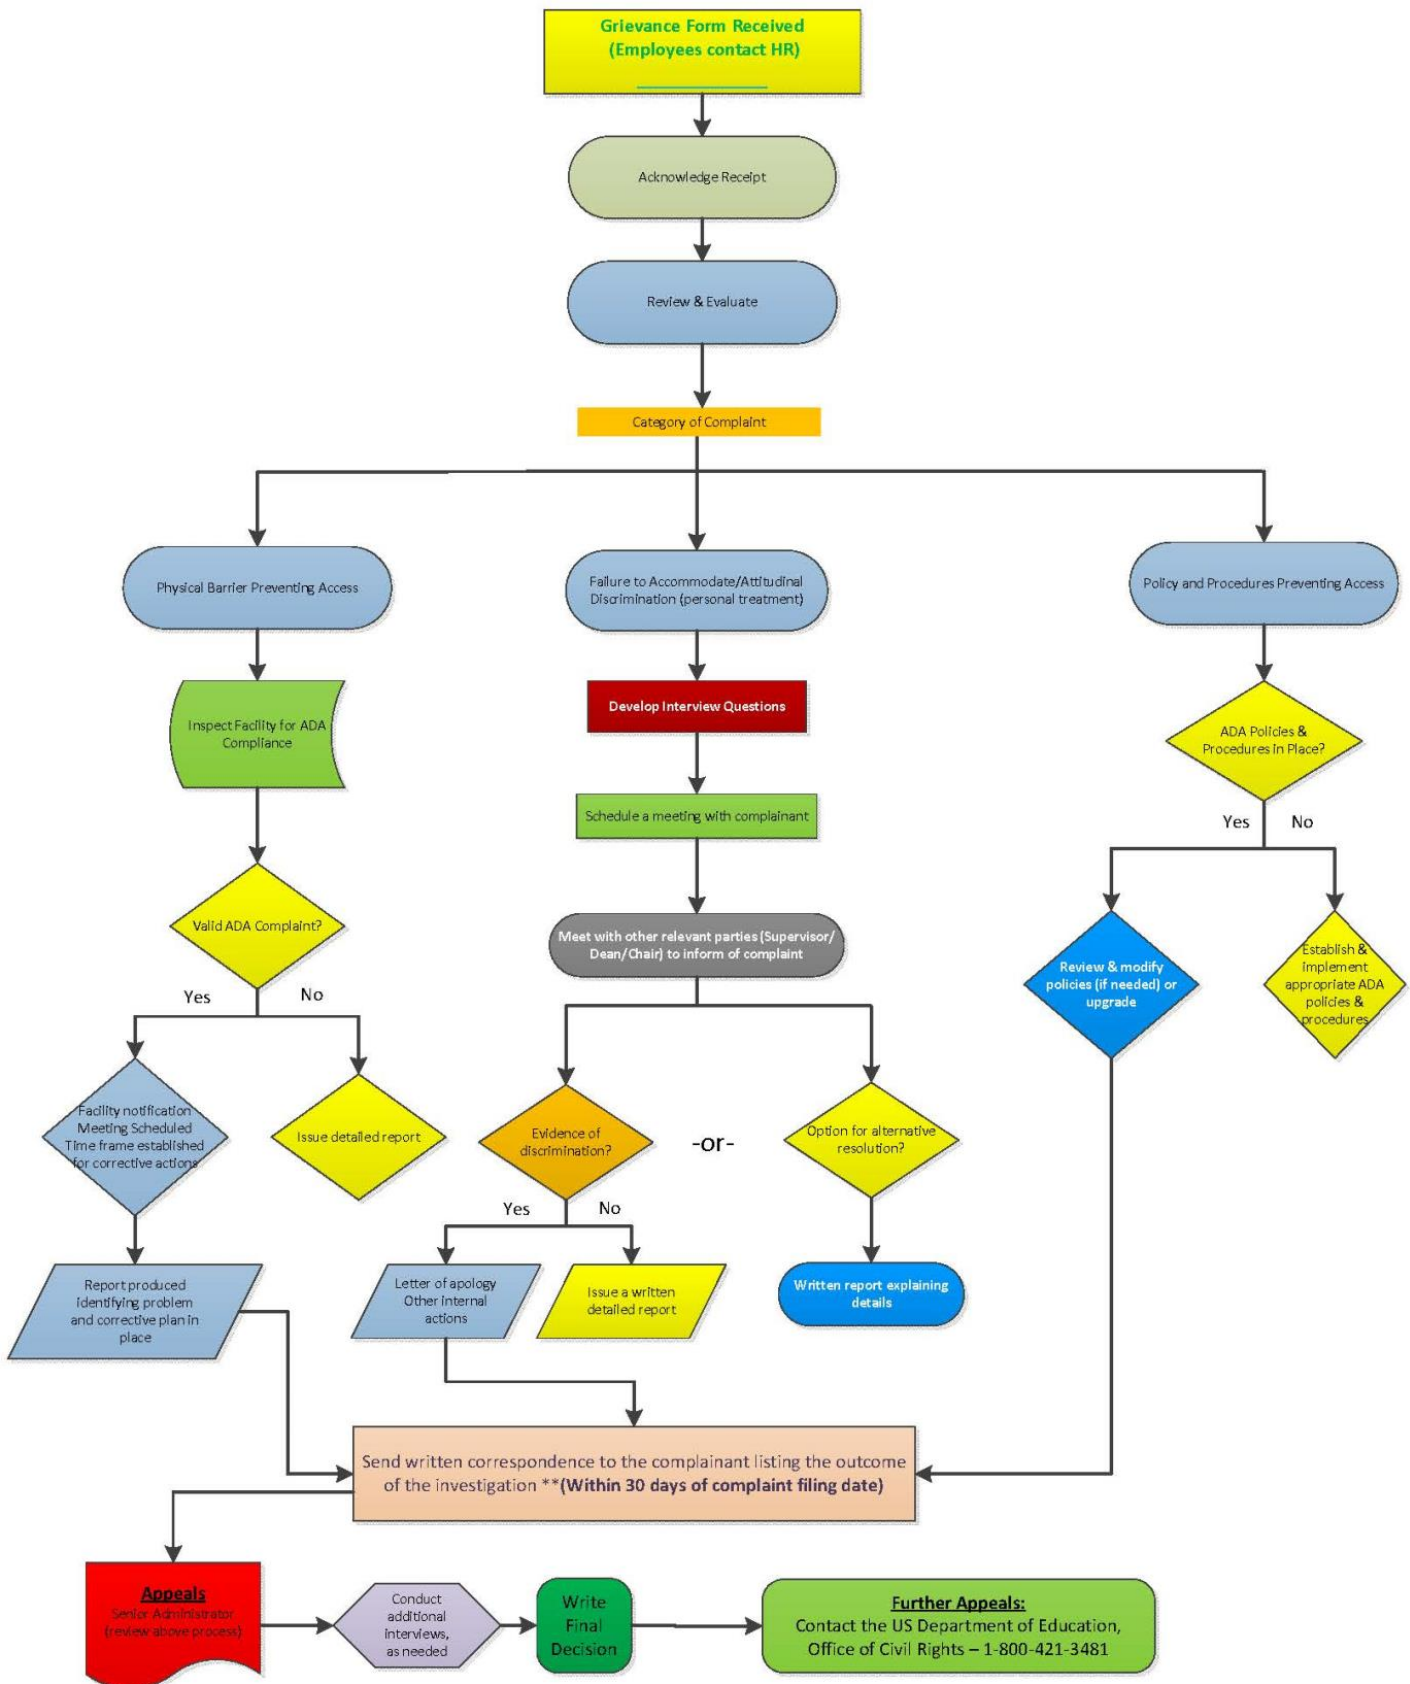 Grievance Form Received
(Employees contact HR)
Acknowledge Receipt
Review & Evaluate
Category of Complaint
Physical Barrier Preventing Access
Failure to Accommodate/Attitudinal
Discrimination (personal treatment)
Policy and Procedures Preventing Access
Inspect Facility for ADA
Compliance
Develop Interview Questions
ADA Policies &
Procedures in Place?
Schedule a meeting with complainant
Yes
No
Valid ADA Complaint?
Meet with other relevant parties (Supervisor/
Dean/Chair) to inform of complaint
Review & modify
policies (if needed) or
upgrade
Establish &
implement
appropriate ADA
policies &
procedures
Yes
No
Facility notification
Meeting Scheduled
Time frame established
for corrective actions
Issue detailed report
Evidence of
discrimination?
-or-
Option for alternative
resolution?
Yes
No
Report produced
identifying problem
and corrective plan in
place
Letter of apology
Other internal
actions
Issue a written
detailed report
Written report explaining
details
Send written correspondence to the complainant listing the outcome
of the investigation **(Within 30 days of complaint filing date)
Appeals
Senior Administrator
(review above process)
Conduct
additional
interviews,
as needed
Write
Final
Decision
Further Appeals:
Contact the US Department of Education,
Office of Civil Rights – 1-800-421-3481